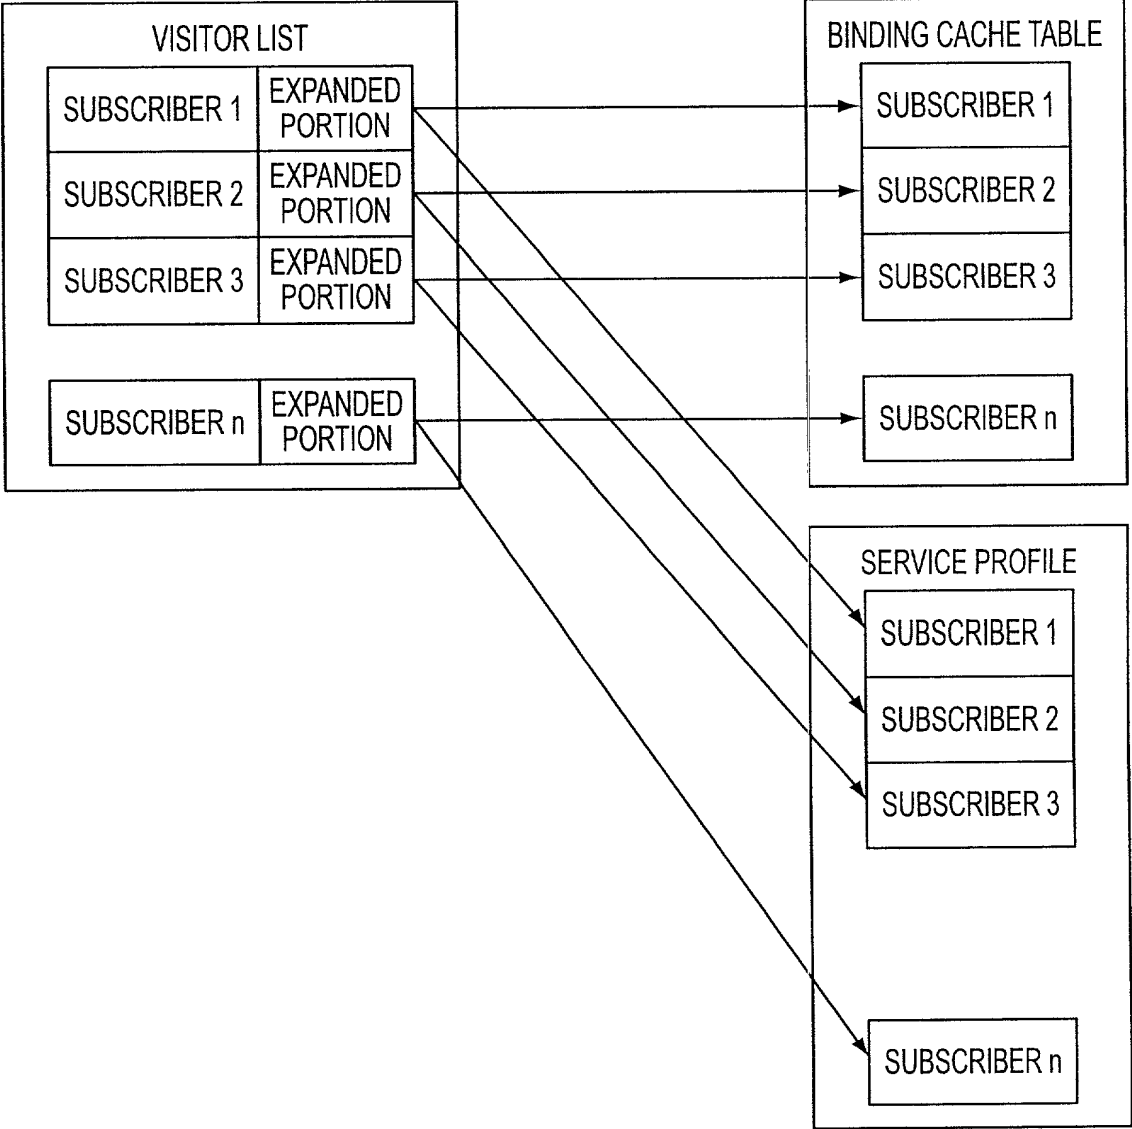 VISITOR LIST
SUBSCRIBER 1
EXPANDED
PORTION
SUBSCRIBER 2
EXPANDED
PORTION
SUBSCRIBER 3
EXPANDED
PORTION
SUBSCRIBER n
EXPANDED
PORTION
BINDING CACHE TABLE
SUBSCRIBER 1
SUBSCRIBER 2
SUBSCRIBER 3
SUBSCRIBER n
SERVICE PROFILE
SUBSCRIBER 1
SUBSCRIBER 2
SUBSCRIBER 3
SUBSCRIBER n